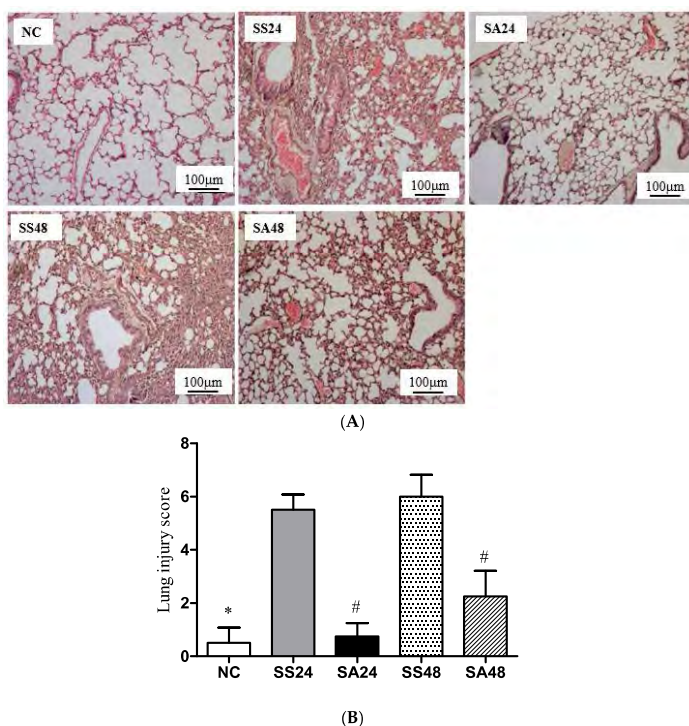 NC
SS24
SA24
100μm
100μm
100μm
SS48
SA48
100μm
100μm
(A)
8
6
4
2
0
Lung injury score
*
#
#
NC
SS24
SA24
SS48
SA48
(B)